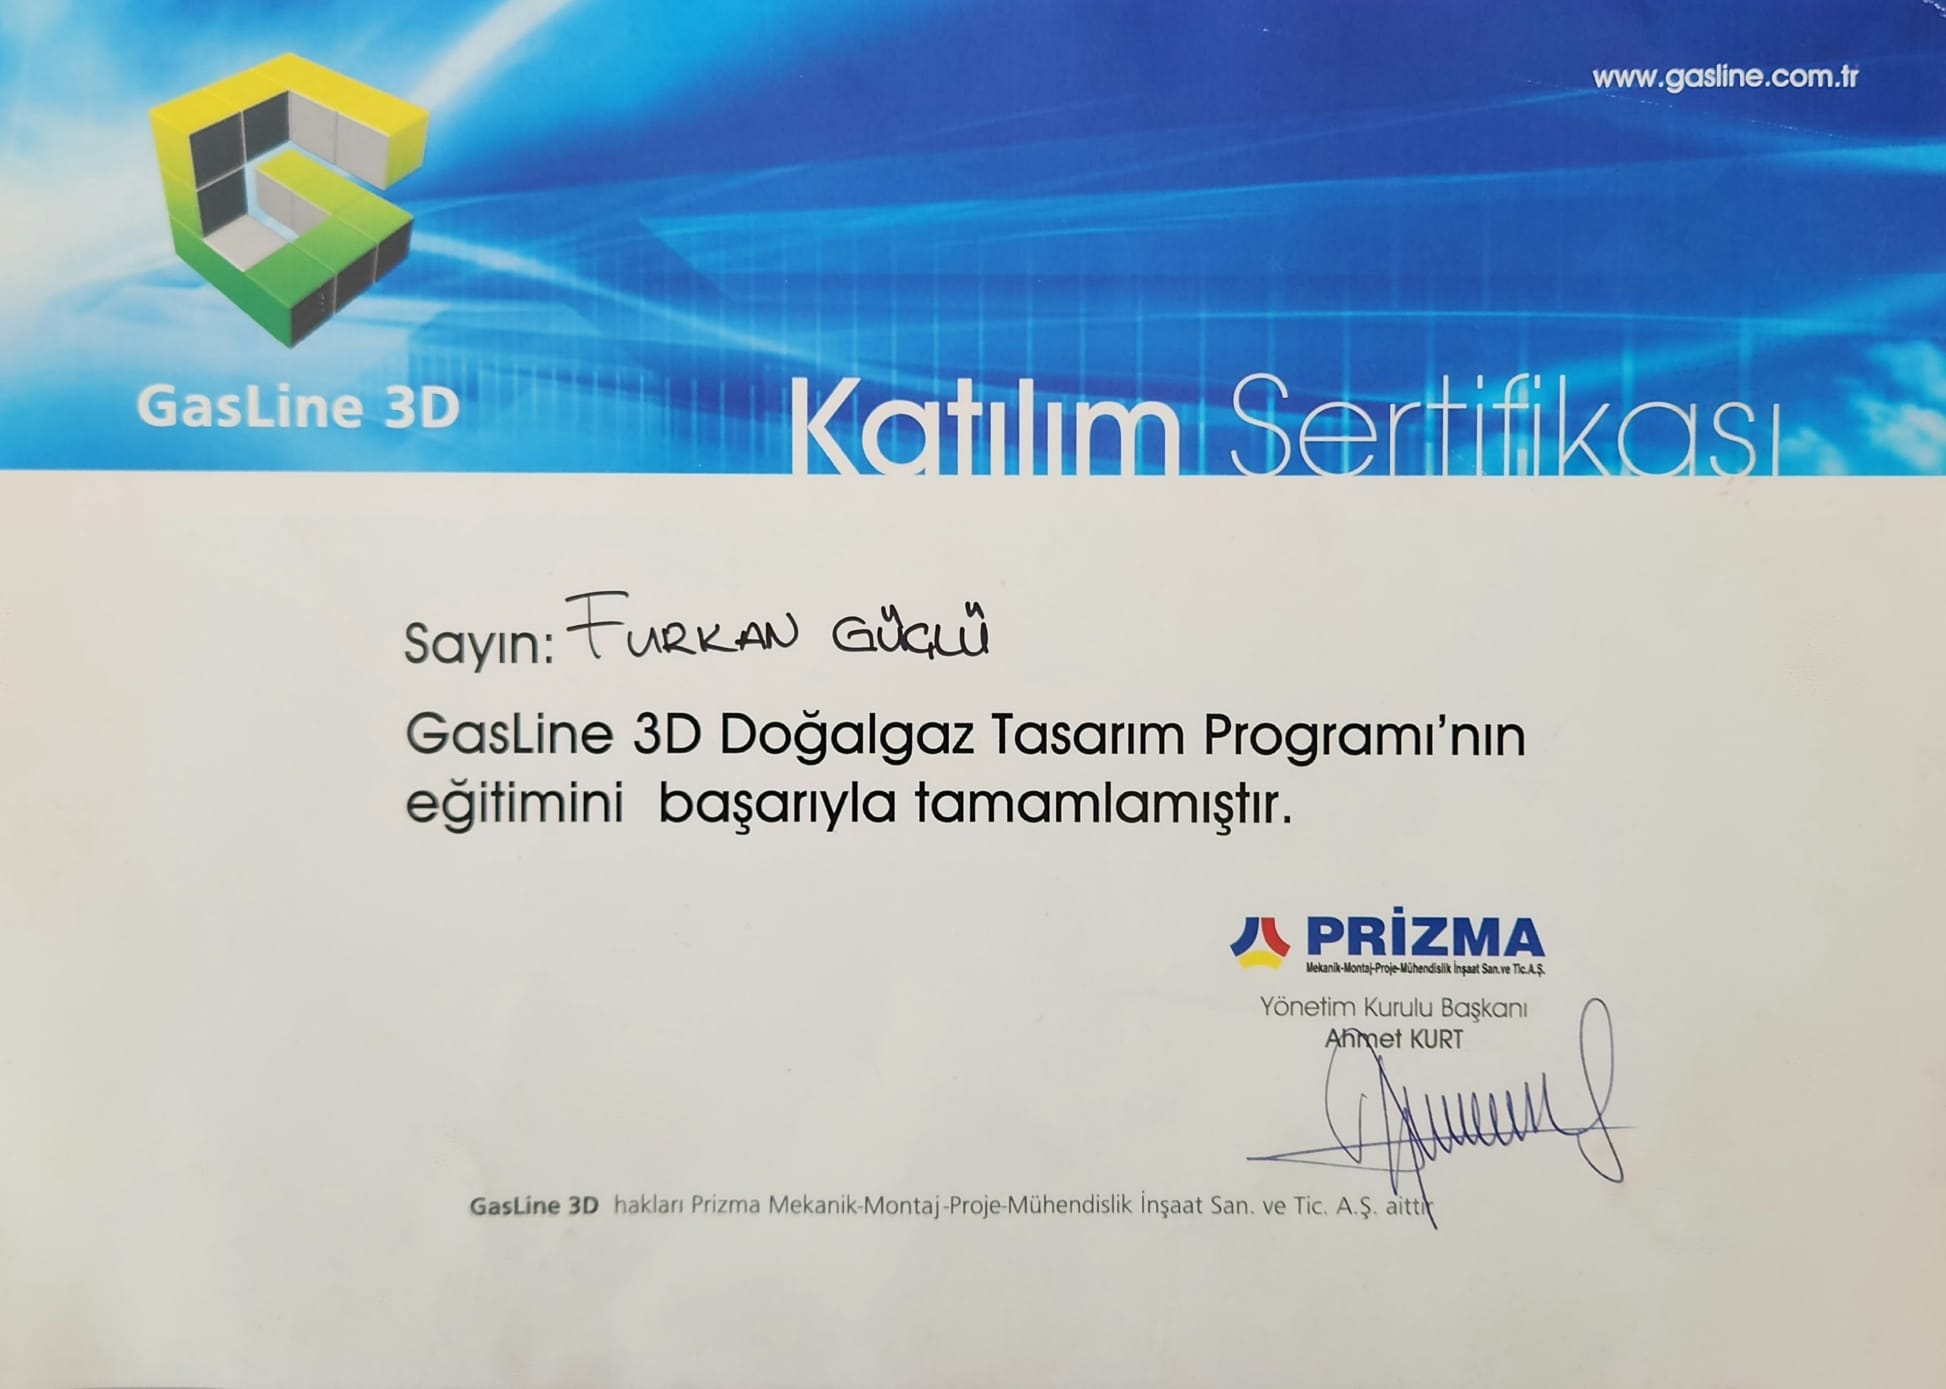 www.gasline.com.tr
GasLine 3D
Katılım Sertifikası
Sayın: FURKAN GÜÇLÜ
GasLine 3D Doğalgaz Tasarım Programı'nın
eğitimini başarıyla tamamlamıştır.
PRİZMA
Mekanik-Montaj-Proje-Mühendislik İnşaat San.ve Tic.A.Ş.
Yönetim Kurulu Başkanı
Ahmet KURT
GasLine 3D hakları Prizma Mekanik-Montaj-Proje-Mühendislik İnşaat San. ve Tic. A.Ş. aittir